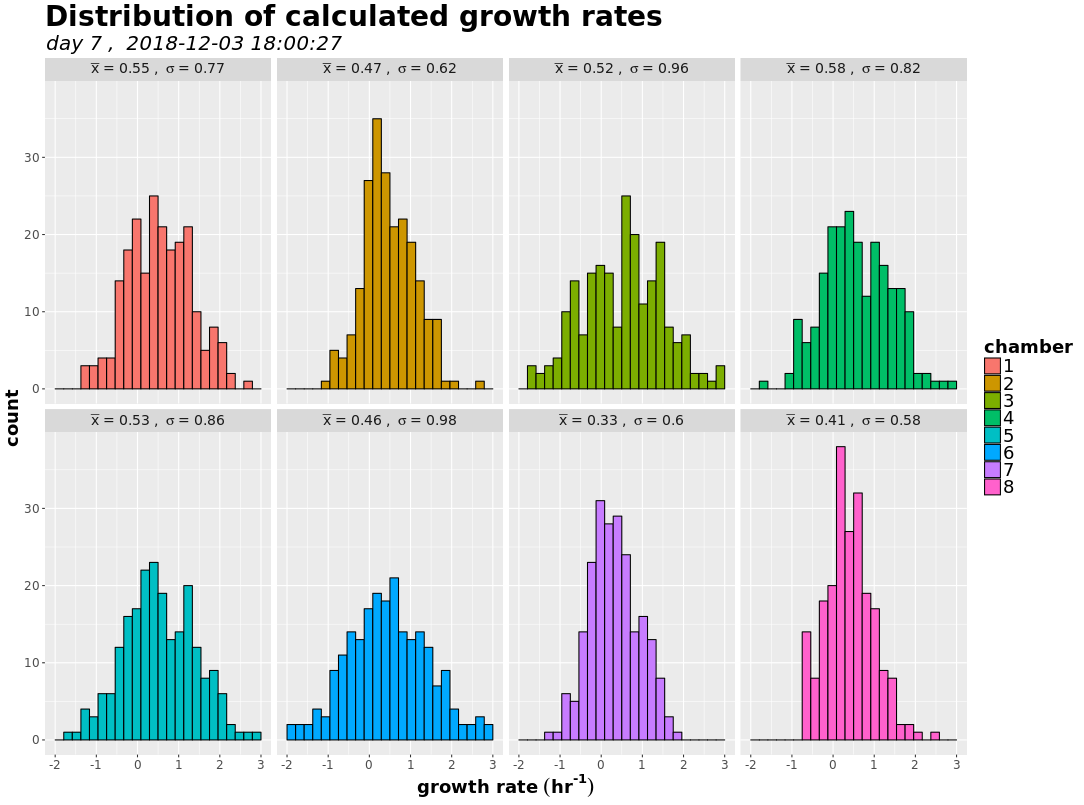 Distribution of calculated growth rates
day 7 ,  2018-12-03 18:00:27
x̅ = 0.55 ,  σ = 0.77
x̅ = 0.47 ,  σ = 0.62
x̅ = 0.52 ,  σ = 0.96
x̅ = 0.58 ,  σ = 0.82
30
20
10
0
x̅ = 0.53 ,  σ = 0.86
x̅ = 0.46 ,  σ = 0.98
x̅ = 0.33 ,  σ = 0.6
x̅ = 0.41 ,  σ = 0.58
30
20
10
0
-2 -1 0 1 2 3
-2 -1 0 1 2 3
-2 -1 0 1 2 3
-2 -1 0 1 2 3
count
growth rate (hr⁻¹)
chamber
1
2
3
4
5
6
7
8